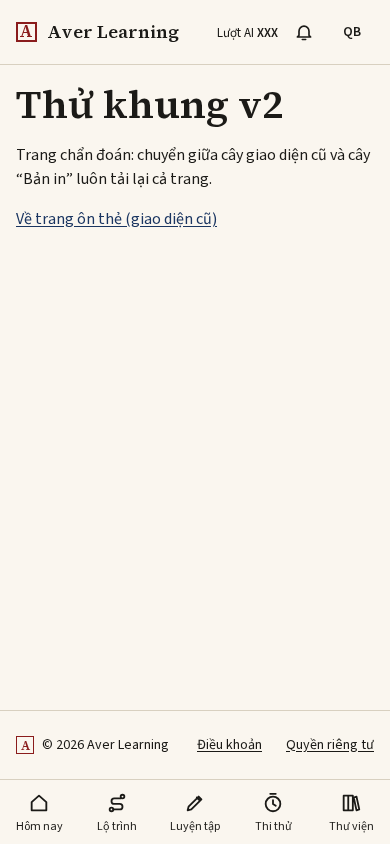 A Aver Learning
Lượt AI XXX
QB
Thử khung v2
Trang chẩn đoán: chuyển giữa cây giao diện cũ và cây
“Bản in” luôn tải lại cả trang.
Về trang ôn thẻ (giao diện cũ)
A © 2026 Aver Learning
Điều khoản
Quyền riêng tư
Hôm nay
Lộ trình
Luyện tập
Thi thử
Thư viện